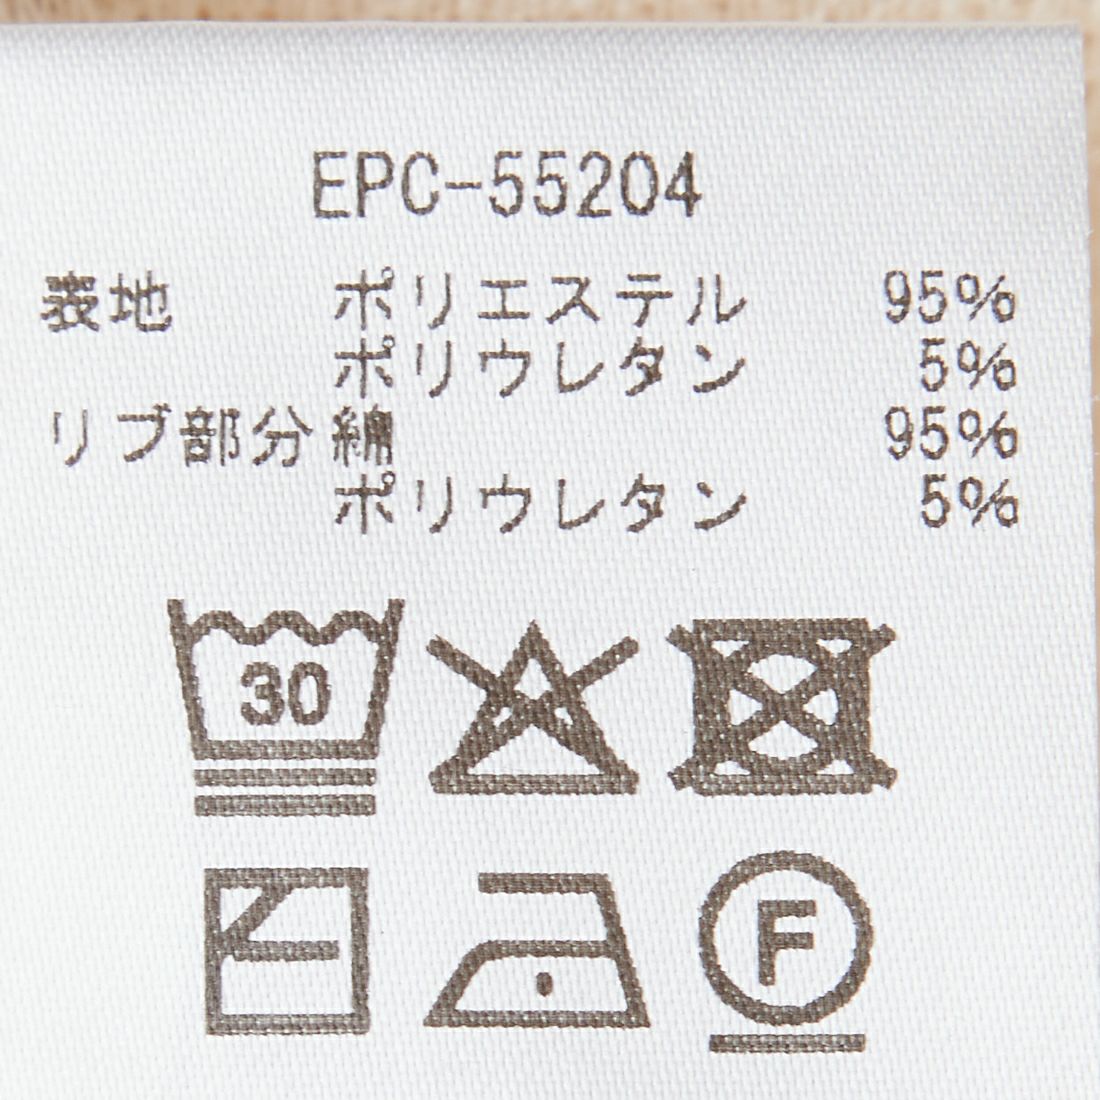 EPC-55204
表地 ポリエステル 95%
ポリウレタン 5%
リブ部分 綿 95%
ポリウレタン 5%
30
F